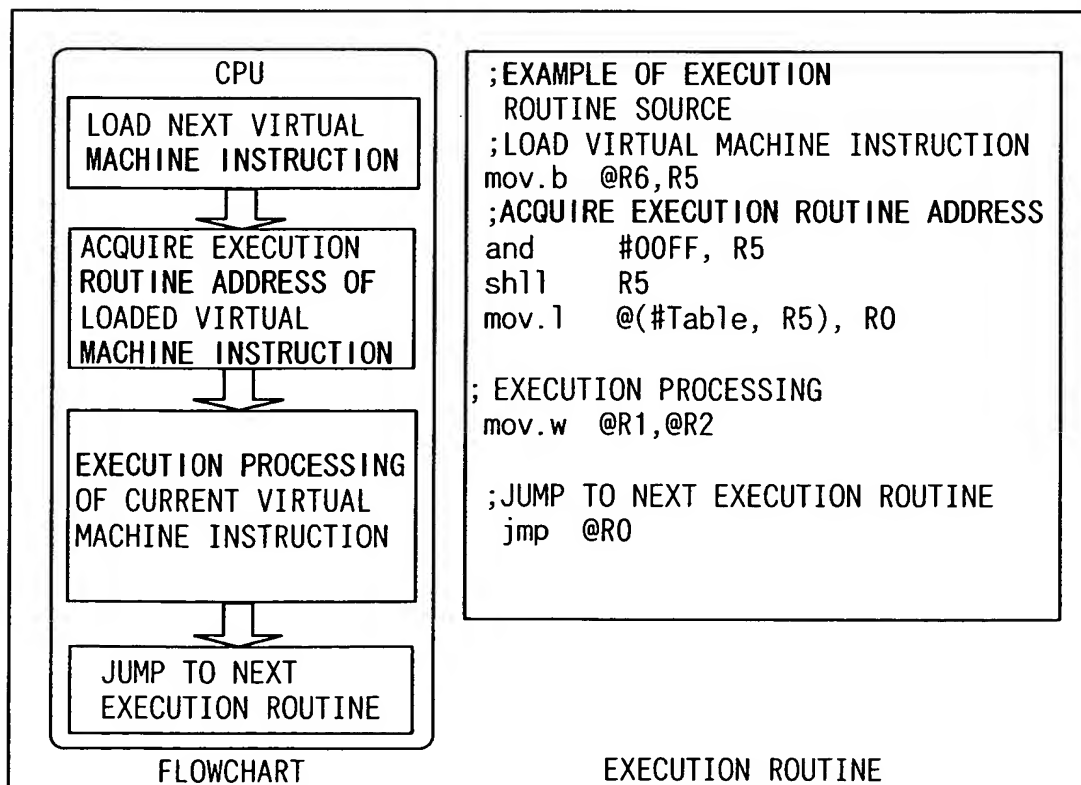 CPU
LOAD NEXT VIRTUAL
MACHINE INSTRUCTION
ACQUIRE EXECUTION
ROUTINE ADDRESS OF
LOADED VIRTUAL
MACHINE INSTRUCTION
EXECUTION PROCESSING
OF CURRENT VIRTUAL
MACHINE INSTRUCTION
JUMP TO NEXT
EXECUTION ROUTINE
FLOWCHART
;EXAMPLE OF EXECUTION
ROUTINE SOURCE
;LOAD VIRTUAL MACHINE INSTRUCTION
mov.b @R6,R5
;ACQUIRE EXECUTION ROUTINE ADDRESS
and #00FF, R5
shll R5
mov.l @(#Table, R5), R0
; EXECUTION PROCESSING
mov.w @R1,@R2
;JUMP TO NEXT EXECUTION ROUTINE
jmp @R0
EXECUTION ROUTINE